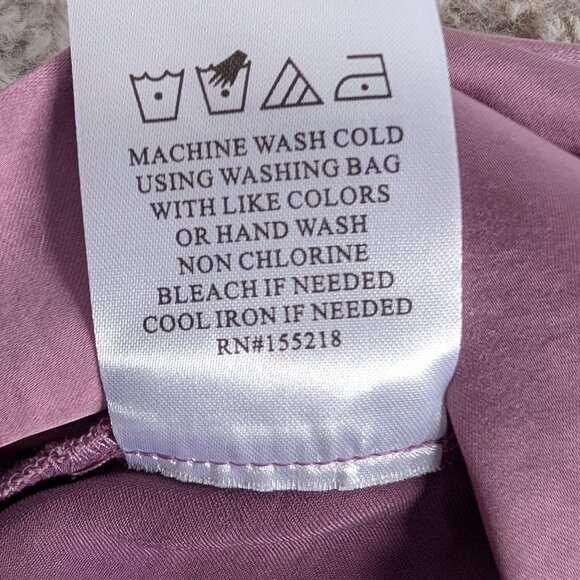 MACHINE WASH COLD
USING WASHING BAG
WITH LIKE COLORS
OR HAND WASH
NON CHLORINE
BLEACH IF NEEDED
COOL IRON IF NEEDED
RN#155218